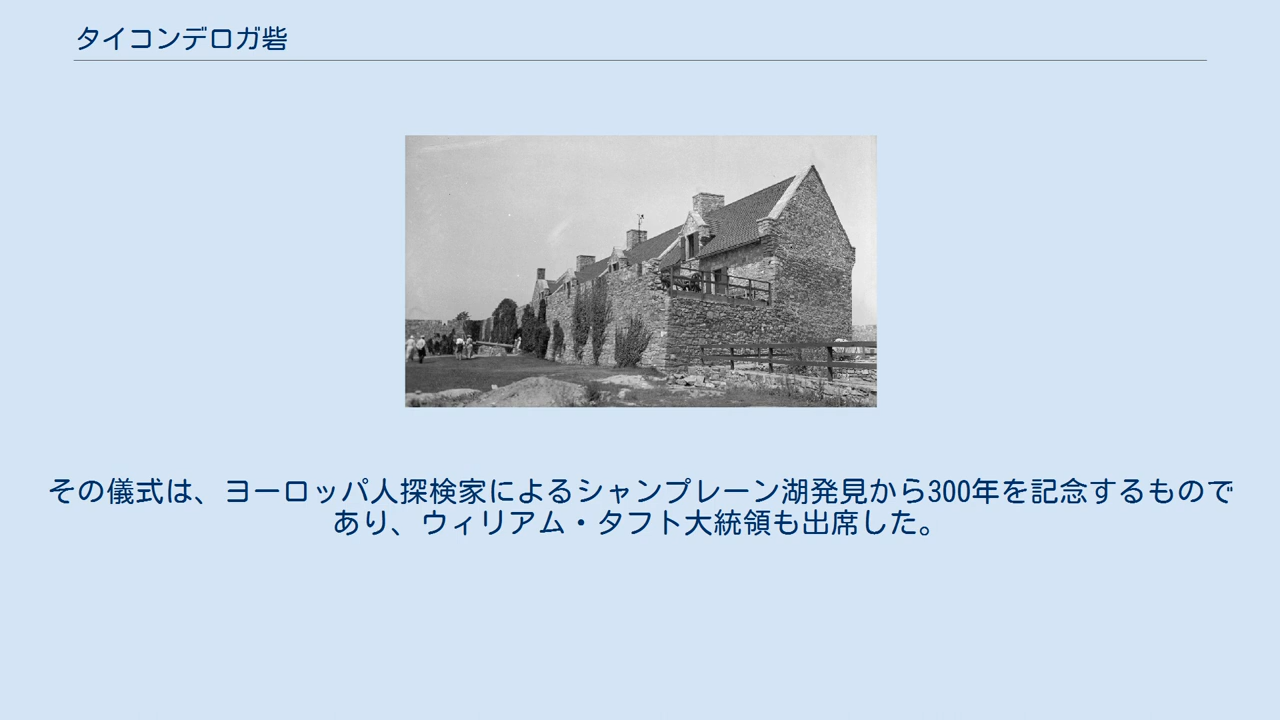 タイコンデロガ砦
その儀式は、ヨーロッパ人探検家によるシャンプレーン湖発見から300年を記念するもので
あり、ウィリアム・タフト大統領も出席した。